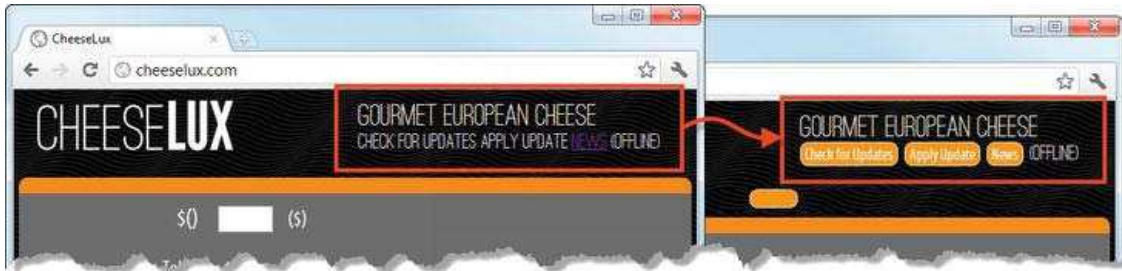 CheeseLux
cheeselux.com
CHEESELUX
GOURMET EUROPEAN CHEESE
CHECK FOR UPDATES APPLY UPDATE NEWS (OFFLINE)
$() ($)
GOURMET EUROPEAN CHEESE
Check for Updates Apply Update News (OFFLINE)